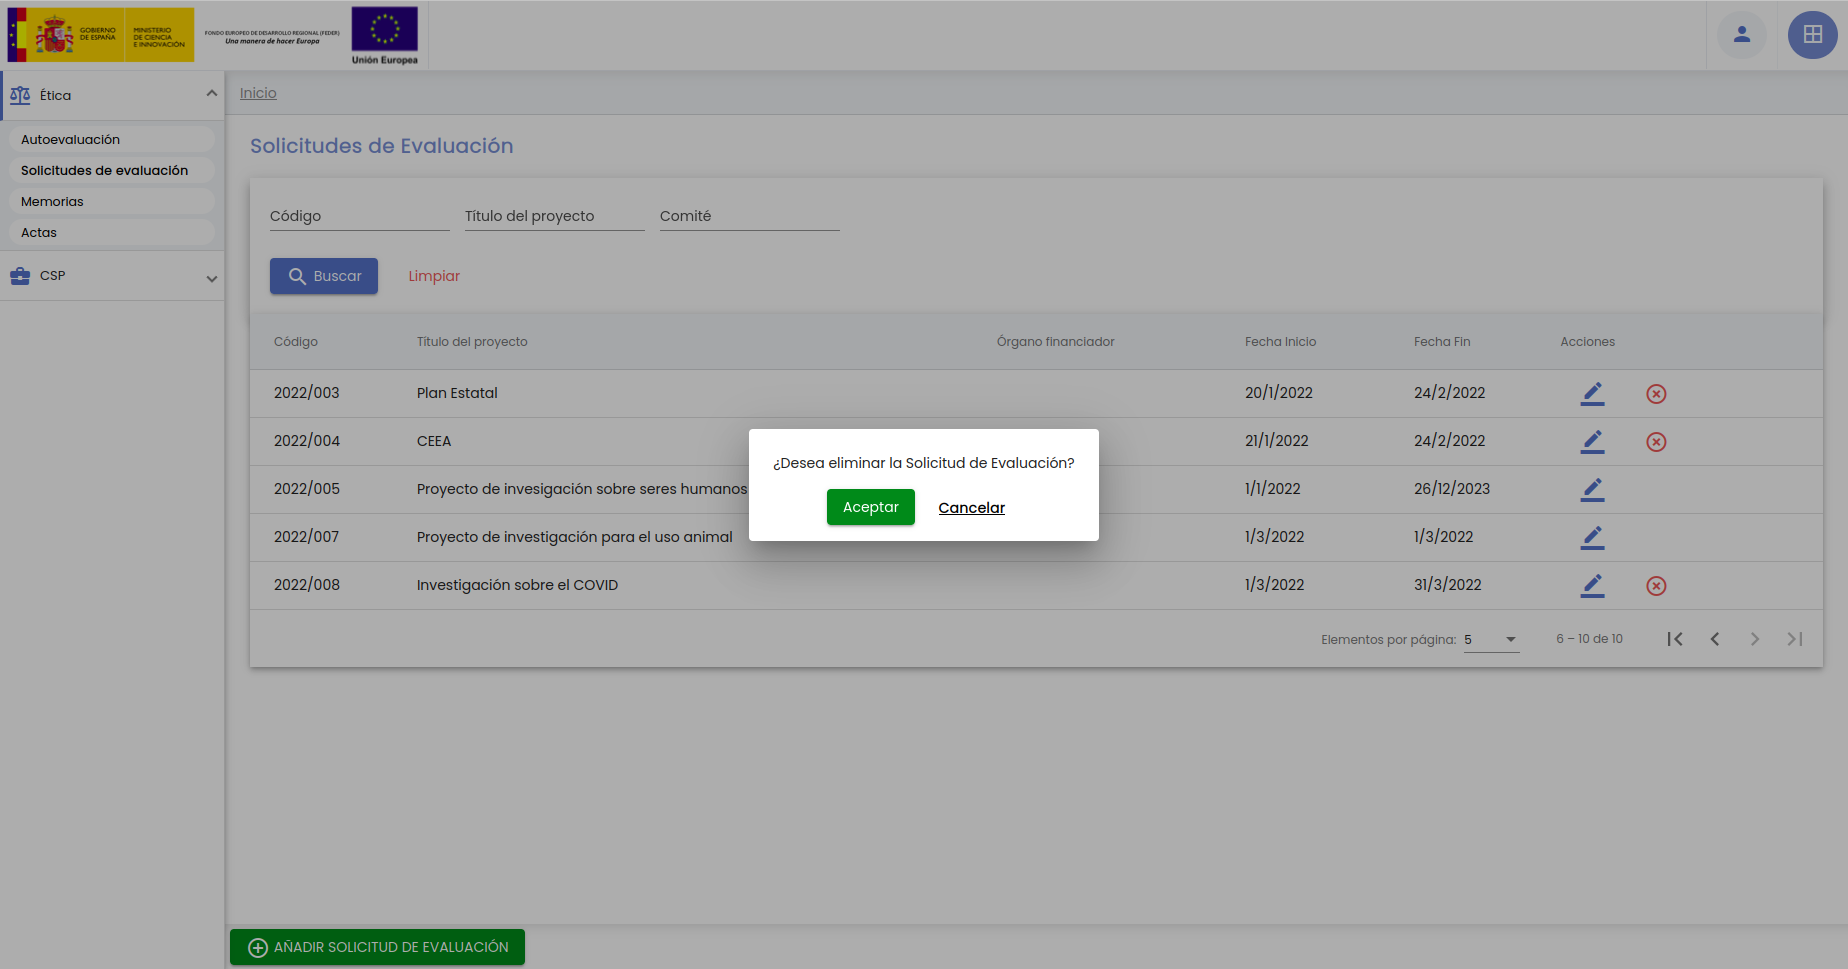 GOBIERNO
DE ESPAÑA
MINISTERIO
DE CIENCIA
E INNOVACIÓN
FONDO EUROPEO DE DESARROLLO REGIONAL (FEDER)
Una manera de hacer Europa
Unión Europea
Ética
Autoevaluación
Solicitudes de evaluación
Memorias
Actas
CSP
Inicio
Solicitudes de Evaluación
Código Título del proyecto Comité
Buscar Limpiar
Código Título del proyecto Órgano financiador Fecha Inicio Fecha Fin Acciones
2022/003 Plan Estatal 20/1/2022 24/2/2022
2022/004 CEEA 21/1/2022 24/2/2022
2022/005 Proyecto de invesigación sobre seres humanos 1/1/2022 26/12/2023
2022/007 Proyecto de investigación para el uso animal 1/3/2022 1/3/2022
2022/008 Investigación sobre el COVID 1/3/2022 31/3/2022
¿Desea eliminar la Solicitud de Evaluación?
Aceptar Cancelar
Elementos por página: 5 6 – 10 de 10
AÑADIR SOLICITUD DE EVALUACIÓN